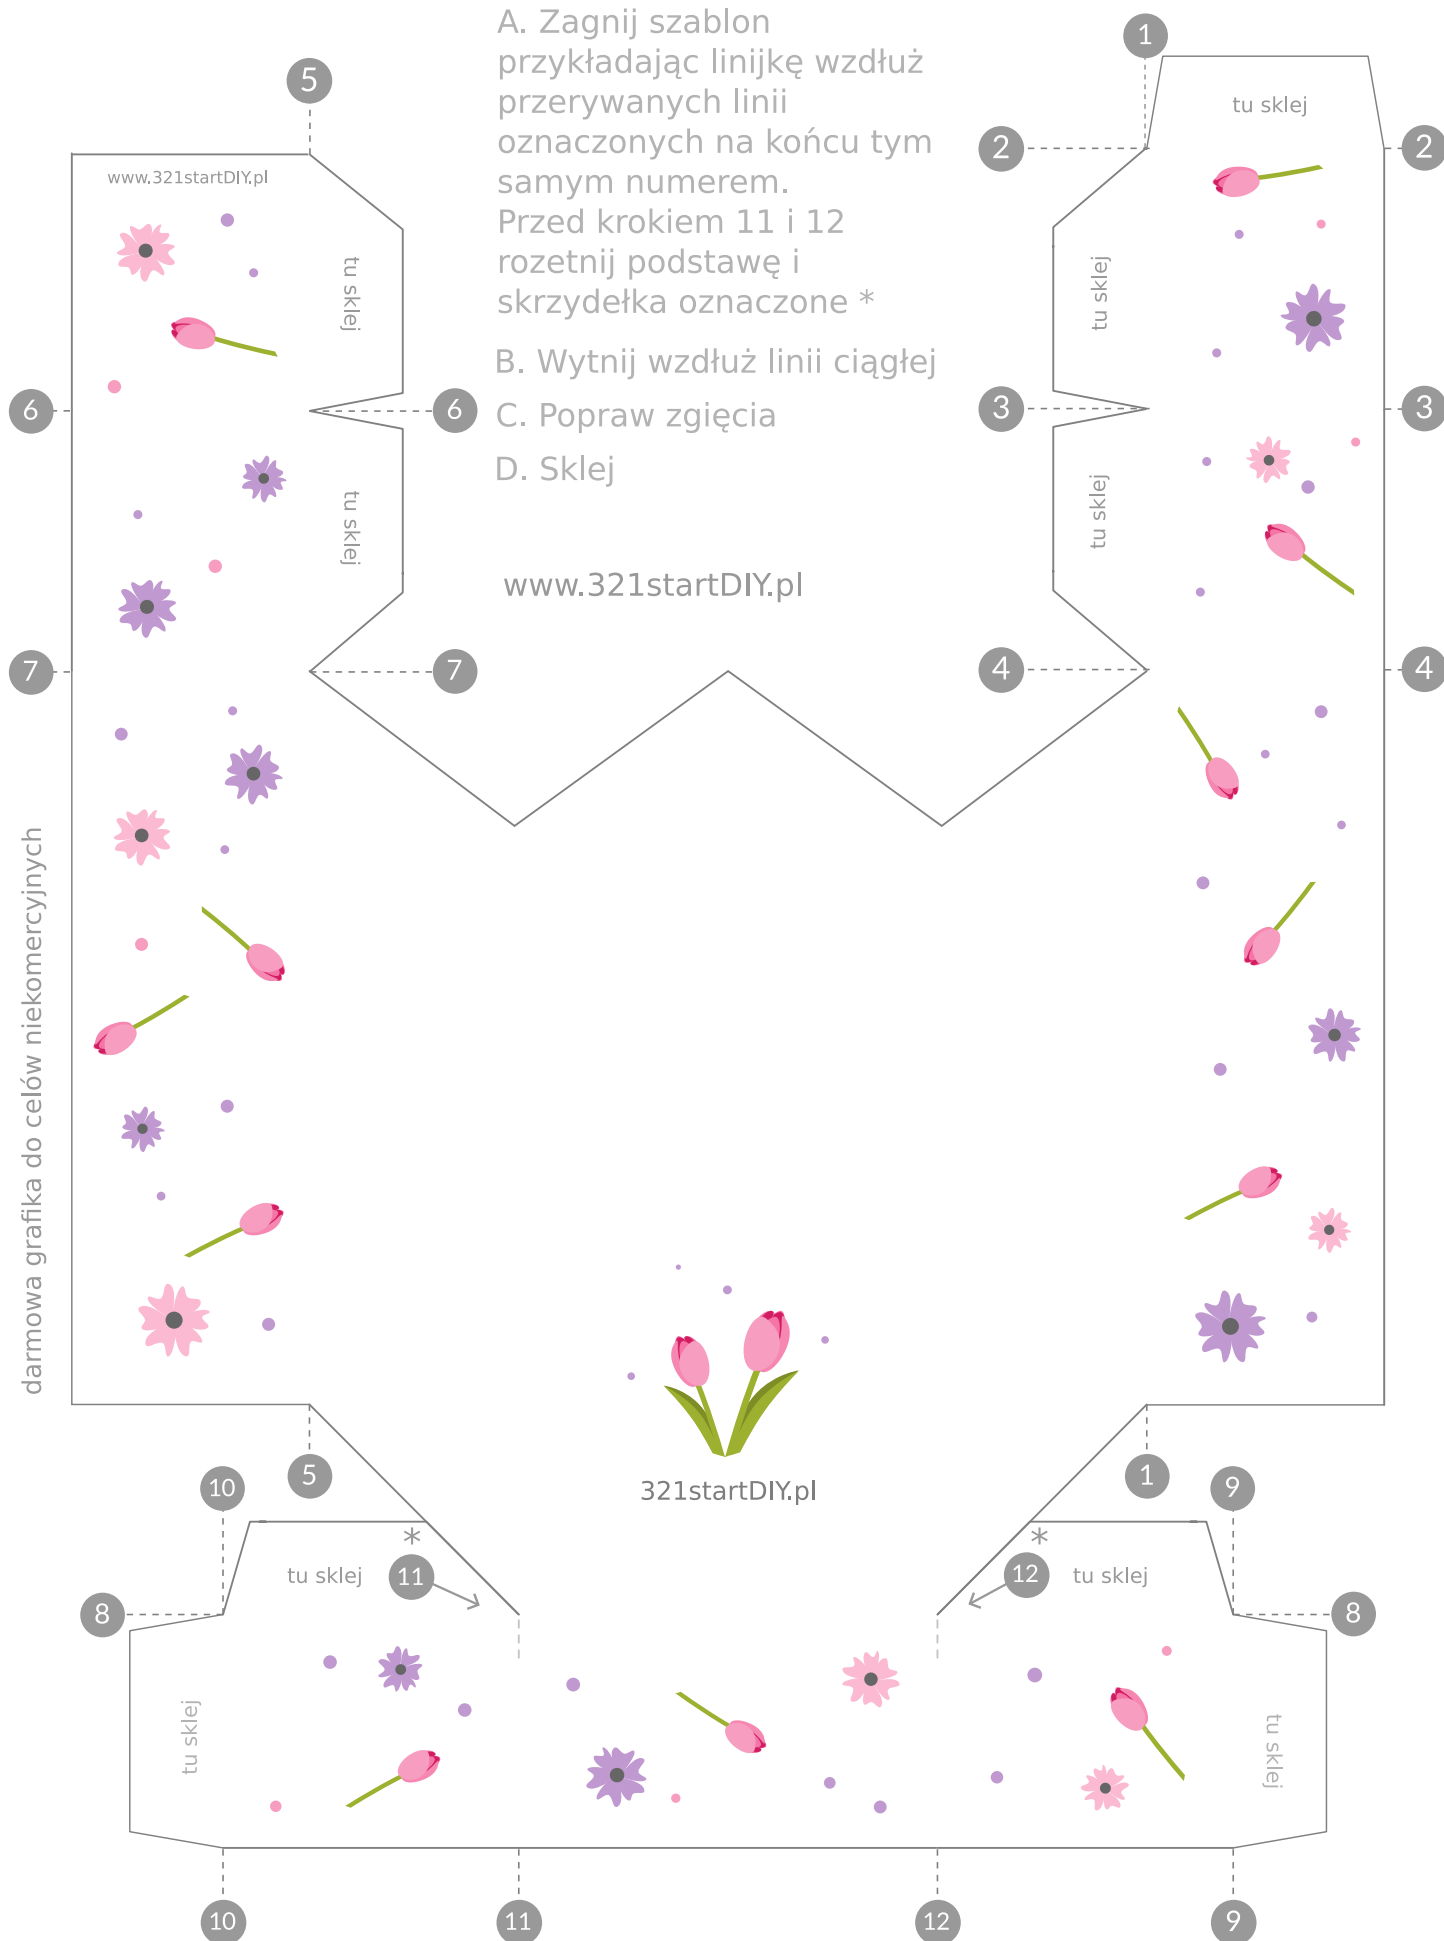 A. Zagnij szablon
przykładając linijkę wzdłuż
przerywanych linii
oznaczonych na końcu tym
samym numerem.
Przed krokiem 11 i 12
rozetnij podstawę i
skrzydełka oznaczone *
B. Wytnij wzdłuż linii ciągłej
C. Popraw zgięcia
D. Sklej
www.321startDIY.pl
5
www.321startDIY.pl
tu sklej
6
6
tu sklej
7
7
1
tu sklej
2
2
tu sklej
3
3
tu sklej
4
4
darmowa grafika do celów niekomercyjnych
321startDIY.pl
5
1
10
9
*
*
tu sklej
11
12
tu sklej
8
8
tu sklej
tu sklej
10
11
12
9